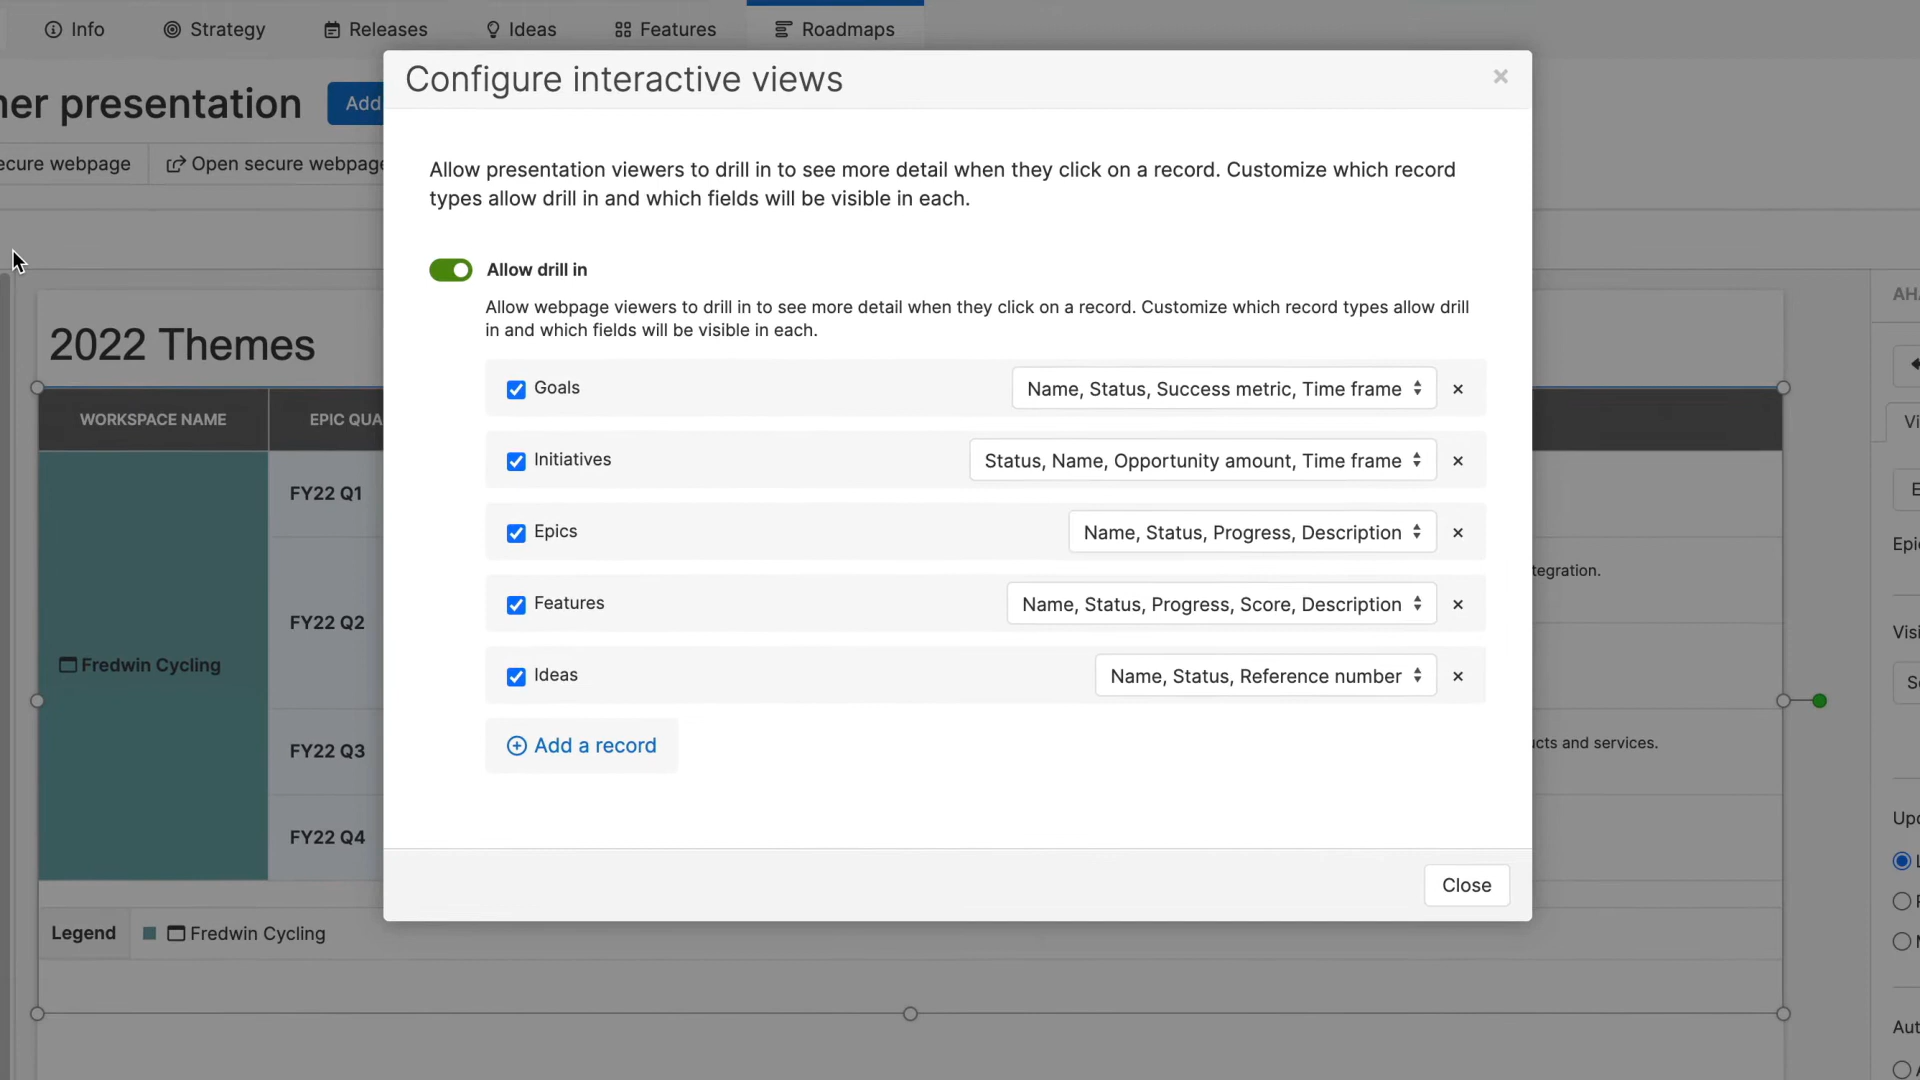 Info
Strategy
Releases
Ideas
Features
Roadmaps
ner presentation
Add
ecure webpage
Open secure webpage
Configure interactive views
×
Allow presentation viewers to drill in to see more detail when they click on a record. Customize which record
types allow drill in and which fields will be visible in each.
Allow drill in
Allow webpage viewers to drill in to see more detail when they click on a record. Customize which record types allow drill
in and which fields will be visible in each.
Goals
Name, Status, Success metric, Time frame
×
Initiatives
Status, Name, Opportunity amount, Time frame
×
Epics
Name, Status, Progress, Description
×
Features
Name, Status, Progress, Score, Description
×
Ideas
Name, Status, Reference number
×
Add a record
Close
2022 Themes
WORKSPACE NAME
EPIC QUA
FY22 Q1
tegration.
FY22 Q2
Fredwin Cycling
FY22 Q3
cts and services.
FY22 Q4
Legend
Fredwin Cycling
AHA
Vi
E
Epic
Visi
Se
Upd
L
Aut